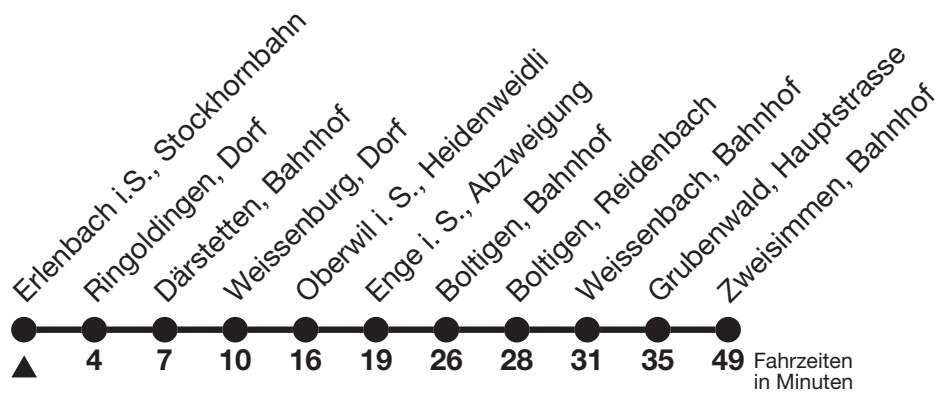 Erlenbach i.S., Stockhornbahn
Ringoldingen, Dorf
Därstetten, Bahnhof
Weissenburg, Dorf
Oberwil i. S., Heidenweidli
Enge i. S., Abzweigung
Boltigen, Bahnhof
Boltigen, Reidenbach
Weissenbach, Bahnhof
Grubenwald, Hauptstrasse
Zweisimmen, Bahnhof
4 7 10 16 19 26 28 31 35 49 Fahrzeiten
in Minuten